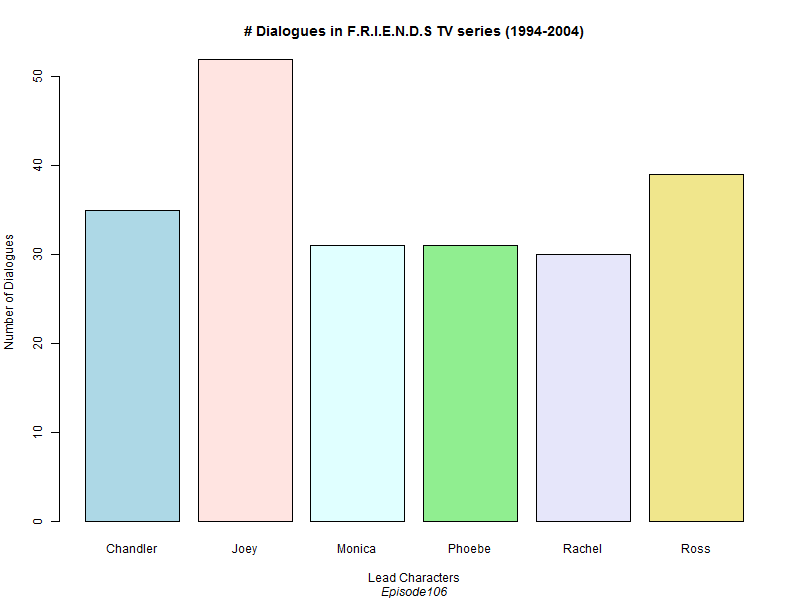 # Dialogues in F.R.I.E.N.D.S TV series (1994-2004)
Number of Dialogues
50
40
30
20
10
0
Chandler Joey Monica Phoebe Rachel Ross
Lead Characters
Episode106